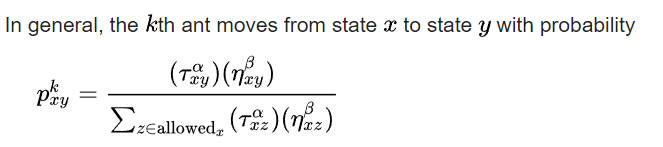 In general, the kth ant moves from state x to state y with probability
p^k_{xy} = \frac{(\tau^{\alpha}_{xy})(\eta^{\beta}_{xy})}{\sum_{z \in \text{allowed}_x} (\tau^{\alpha}_{xz})(\eta^{\beta}_{xz})}